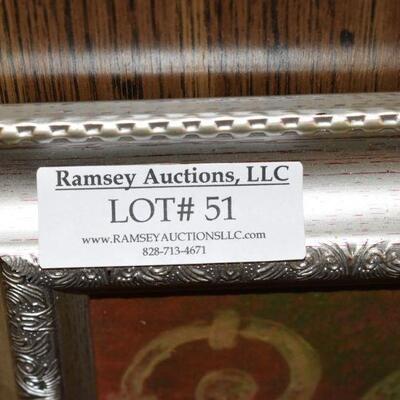 Ramsey Auctions, LLC
LOT# 51
www.RAMSEYAUCTIONSLLC.com
828-713-4671